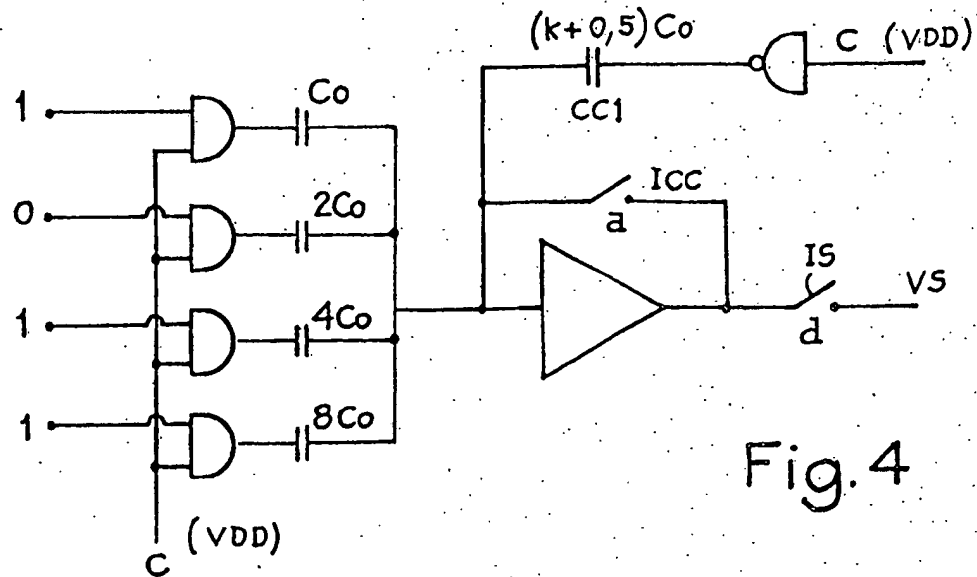 (k+0,5)Co
C (VDD)
CC1
1
Co
0
2Co
ICC
a
IS
VS
d
1
4Co
1
8Co
Fig. 4
C (VDD)